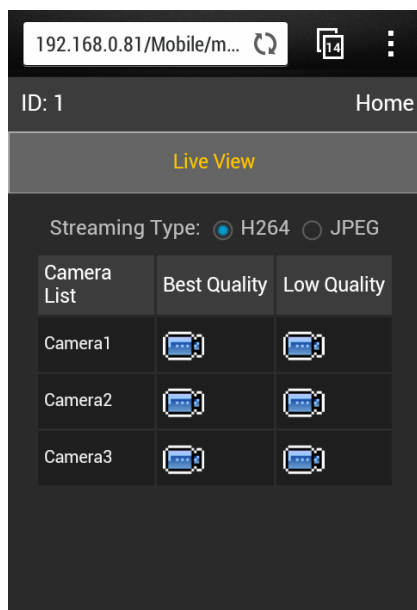 192.168.0.81/Mobile/m... 14
ID: 1 Home
Live View
Streaming Type: H264 JPEG
Camera List Best Quality Low Quality
Camera1
Camera2
Camera3